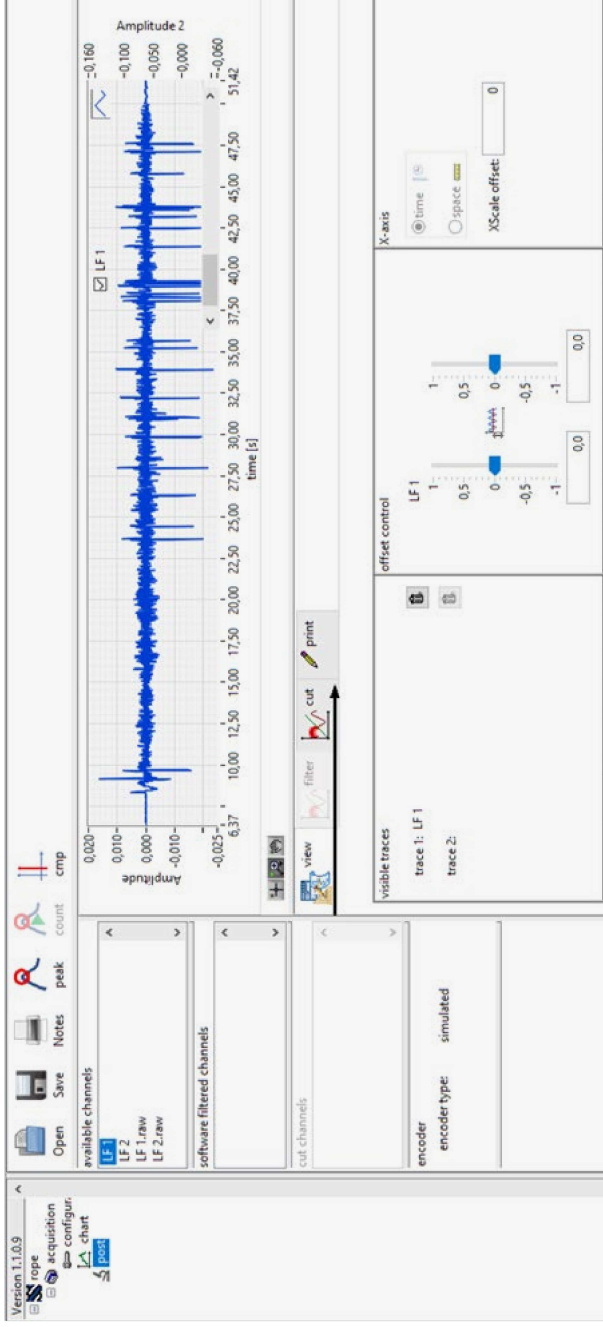 Version 1.1.0.9
rope
acquisition
configur.
chart
post
Open
Save
Notes
peak
count
cmp
available channels
LF 1
LF 2
LF 1.raw
LF 2.raw
software filtered channels
cut channels
encoder
encoder type: simulated
Amplitude
0,020
0,010
0,000
-0,010
-0,025
LF 1
Amplitude 2
-0,160
-0,100
-0,050
-0,000
-0,060
6,37 10,00 12,50 15,00 17,50 20,00 22,50 25,00 27,50 30,00 32,50 35,00 37,50 40,00 42,50 45,00 47,50 51,42
time [s]
view
filter
cut
print
visible traces
trace 1: LF 1
trace 2:
offset control
LF 1
1
0,5
0
-0,5
-1
0,0
1
0,5
0
-0,5
-1
0,0
X-axis
time
space
XScale offset:
0